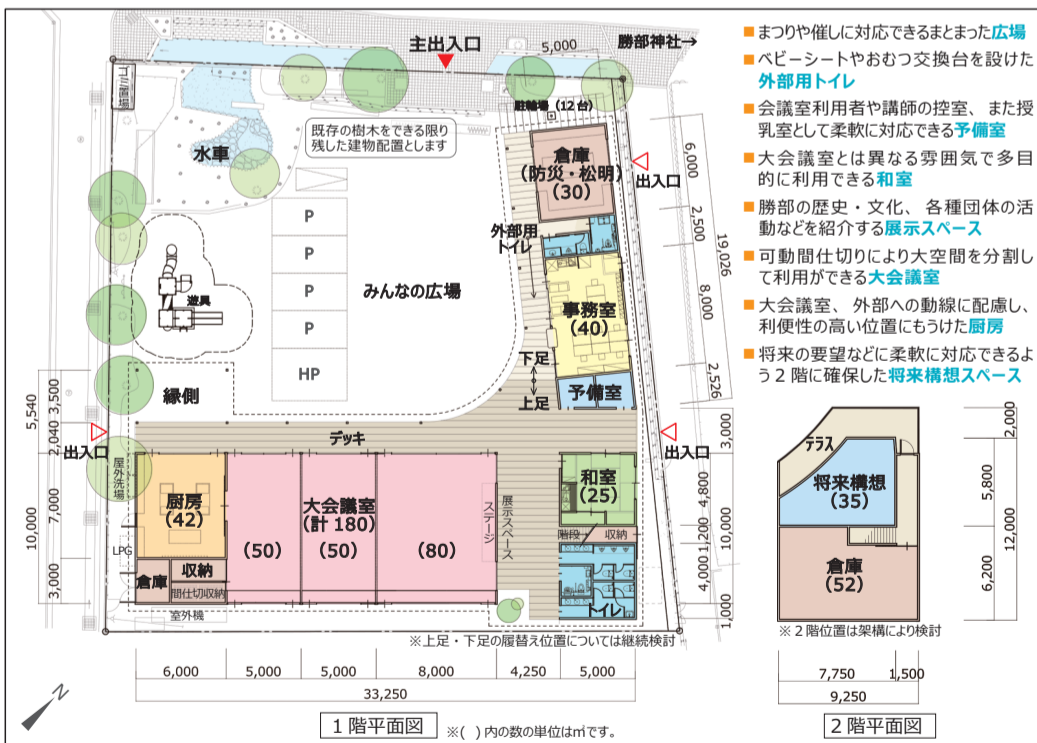 主出入口
5,000
勝部神社→
ゴミ置場
駐輪場（12台）
既存の樹木をできる限り
残した建物配置とします
水車
倉庫
（防災・松明）
（30）
出入口
6,000
2,500
19,026
8,000
2,526
外部用
トイレ
P
P
P
P
HP
みんなの広場
遊具
事務室
（40）
下足
上足
予備室
縁側
デッキ
3,500
5,540
2,040
出入口
出入口
3,000
屋外洗場
7,000
10,000
3,000
厨房
（42）
大会議室
（計 180）
（50）
（50）
（80）
ステージ
展示スペース
和室
（25）
階段
収納
4,800
1,200
10,000
4,000
1,000
LPG
倉庫
収納
間仕切収納
室外機
トイレ
※上足・下足の履替え位置については継続検討
6,000
5,000
5,000
8,000
4,250
5,000
33,250
N
1階平面図
※( ) 内の数の単位は㎡です。
■ まつりや催しに対応できるまとまった広場
■ ベビーシートやおむつ交換台を設けた
外部用トイレ
■ 会議室利用者や講師の控室、また授
乳室として柔軟に対応できる予備室
■ 大会議室とは異なる雰囲気で多目
的に利用できる和室
■ 勝部の歴史・文化、各種団体の活
動などを紹介する展示スペース
■ 可動間仕切りにより大空間を分割し
て利用ができる大会議室
■ 大会議室、外部への動線に配慮し、
利便性の高い位置にもうけた厨房
■ 将来の要望などに柔軟に対応できるよ
う2階に確保した将来構想スペース
テラス
将来構想
（35）
倉庫
（52）
2,000
5,800
12,000
6,200
※2階位置は架構により検討
7,750
1,500
9,250
2階平面図